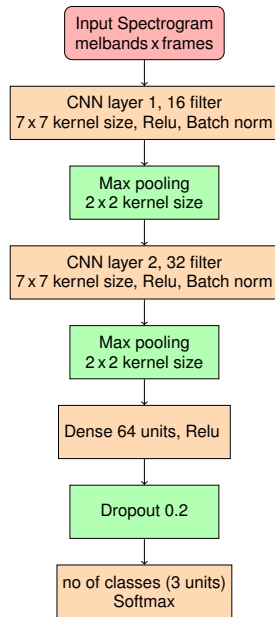 Input Spectrogram
melbands x frames
CNN layer 1, 16 filter
7 x 7 kernel size, Relu, Batch norm
Max pooling
2 x 2 kernel size
CNN layer 2, 32 filter
7 x 7 kernel size, Relu, Batch norm
Max pooling
2 x 2 kernel size
Dense 64 units, Relu
Dropout 0.2
no of classes (3 units)
Softmax